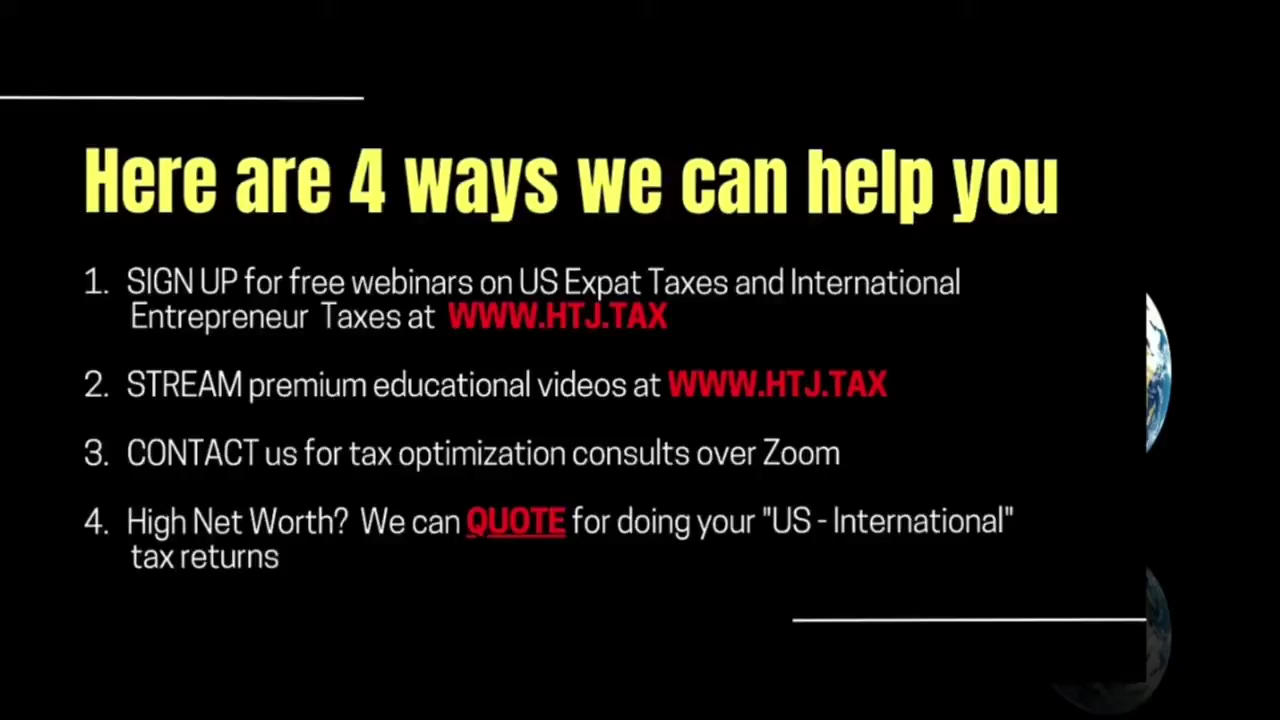 Here are 4 ways we can help you
1. SIGN UP for free webinars on US Expat Taxes and International
Entrepreneur Taxes at WWW.HTJ.TAX
2. STREAM premium educational videos at WWW.HTJ.TAX
3. CONTACT us for tax optimization consults over Zoom
4. High Net Worth? We can QUOTE for doing your "US - International"
tax returns